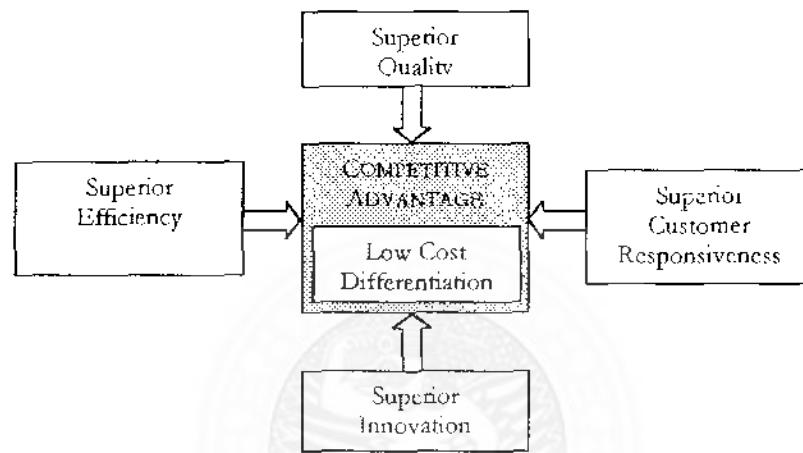 Superior
Quality
Superior
Efficiency
COMPETITIVE
ADVANTAGE
Low Cost
Differentiation
Superior
Customer
Responsiveness
Superior
Innovation